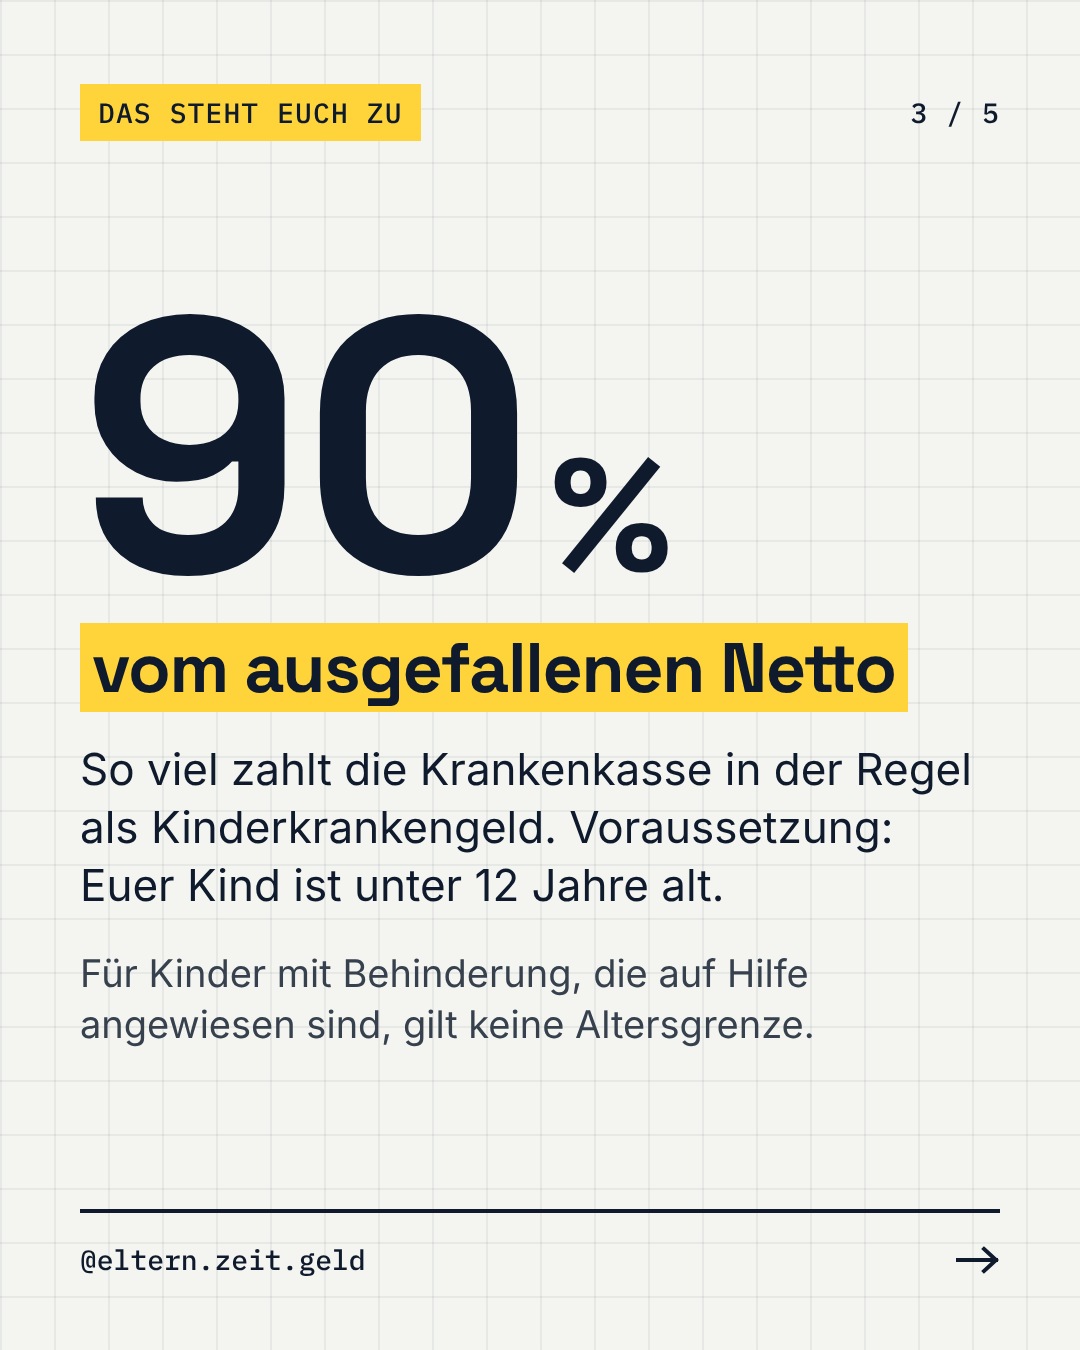 DAS STEHT EUCH ZU
3 / 5
90%
vom ausgefallenen Netto
So viel zahlt die Krankenkasse in der Regel
als Kinderkrankengeld. Voraussetzung:
Euer Kind ist unter 12 Jahre alt.
Für Kinder mit Behinderung, die auf Hilfe
angewiesen sind, gilt keine Altersgrenze.
@eltern.zeit.geld